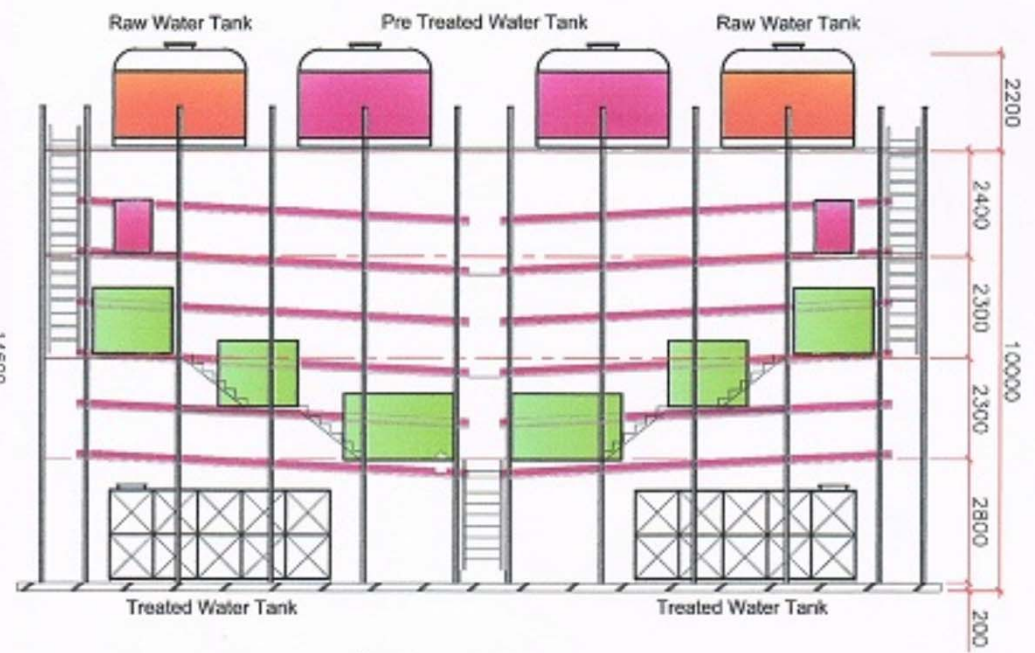 Raw Water Tank
Pre Treated Water Tank
Raw Water Tank
2200
2400
2300
10000
2300
2800
Treated Water Tank
Treated Water Tank
200